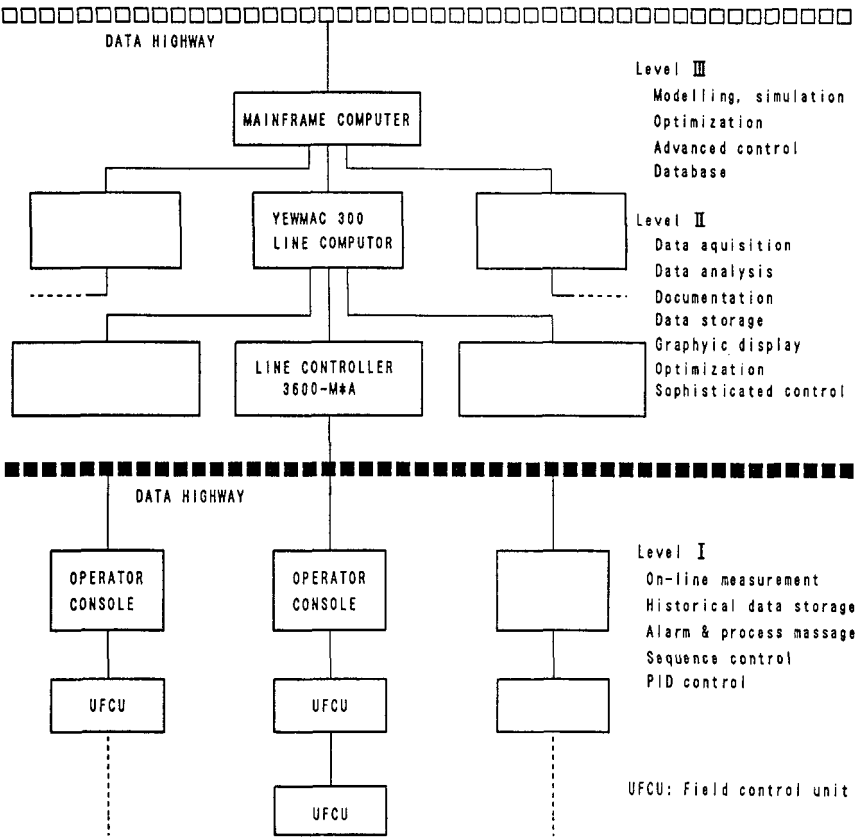 DATA HIGHWAY
MAINFRAME COMPUTER
Level Ⅲ
Modelling, simulation
Optimization
Advanced control
Database
YEWMAC 300
LINE COMPUTOR
Level Ⅱ
Data aquisition
Data analysis
Documentation
Data storage
Graphyic display
Optimization
Sophisticated control
LINE CONTROLLER
3600-M*A
DATA HIGHWAY
OPERATOR
CONSOLE
OPERATOR
CONSOLE
Level Ⅰ
On-line measurement
Historical data storage
Alarm & process massage
Sequence control
PID control
UFCU
UFCU
UFCU
UFCU: Field control unit